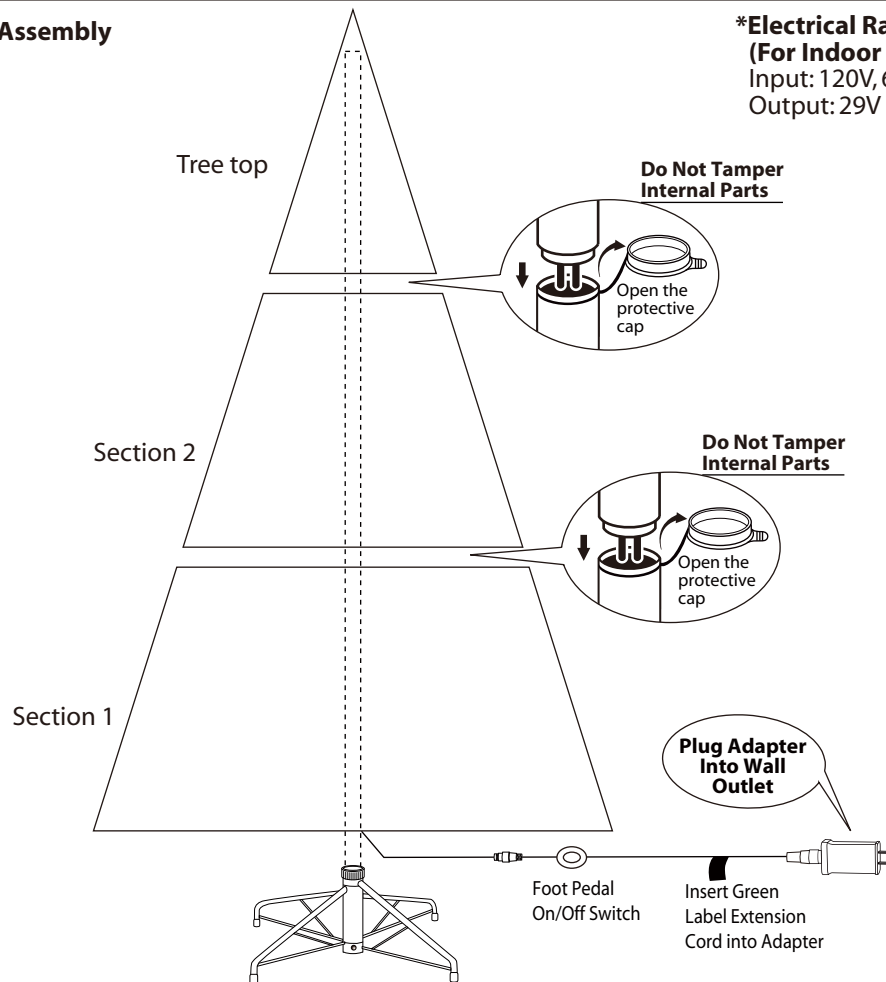 Assembly
*Electrical Ra
(For Indoor
Input: 120V, 6
Output: 29V
Tree top
Do Not Tamper
Internal Parts
Open the
protective
cap
Section 2
Do Not Tamper
Internal Parts
Open the
protective
cap
Section 1
Plug Adapter
Into Wall
Outlet
Foot Pedal
On/Off Switch
Insert Green
Label Extension
Cord into Adapter